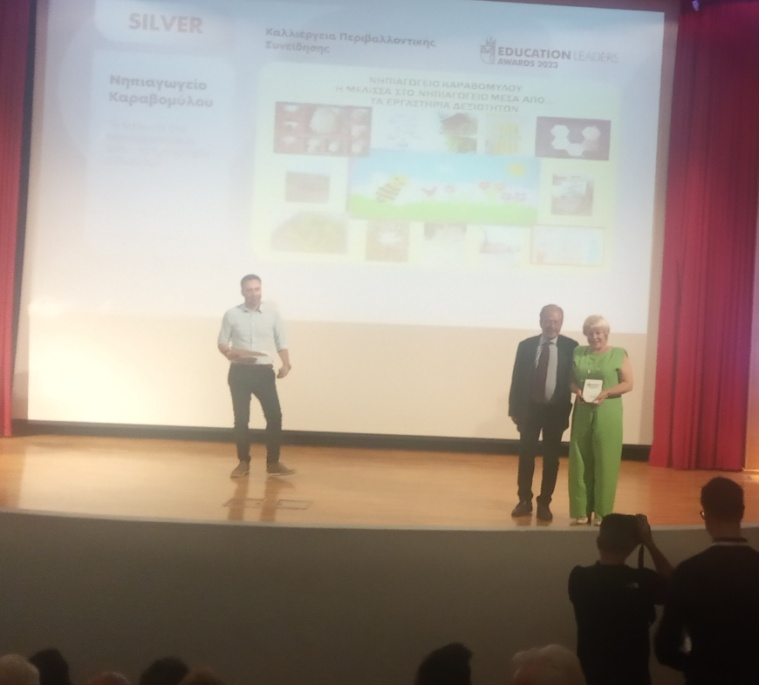 SILVER
Καλλιέργεια Περιβαλλοντικής
Συνείδησης
EDUCATION LEADERS
AWARDS 2023
Νηπιαγωγείο
Καραβομύλου
ΝΗΠΙΑΓΩΓΕΙΟ ΚΑΡΑΒΟΜΥΛΟΥ
Η ΜΕΛΙΣΣΑ ΣΤΟ ΝΗΠΙΑΓΩΓΕΙΟ ΜΕΣΑ ΑΠΟ
ΤΑ ΕΡΓΑΣΤΗΡΙΑ ΔΕΞΙΟΤΗΤΩΝ